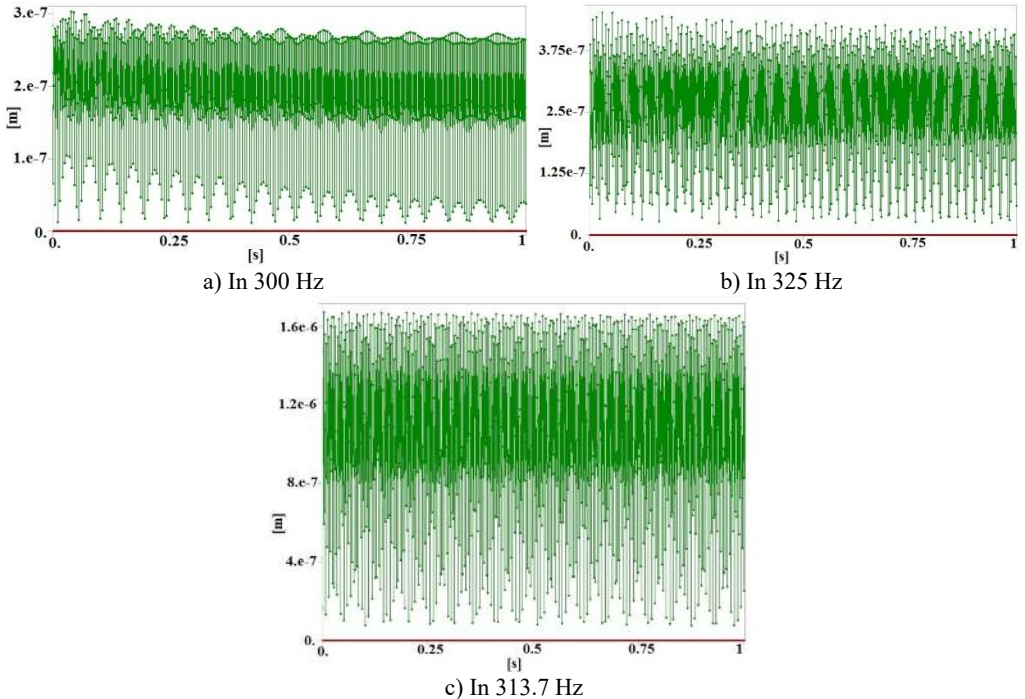 3.e-7
2.e-7
[m]
1.e-7
0.
0. 0.25 0.5 0.75 1
[s]
a) In 300 Hz
3.75e-7
2.5e-7
[m]
1.25e-7
0.
0. 0.25 0.5 0.75 1
[s]
b) In 325 Hz
1.6e-6
1.2e-6
8.e-7
[m]
4.e-7
0.
0. 0.25 0.5 0.75 1
[s]
c) In 313.7 Hz